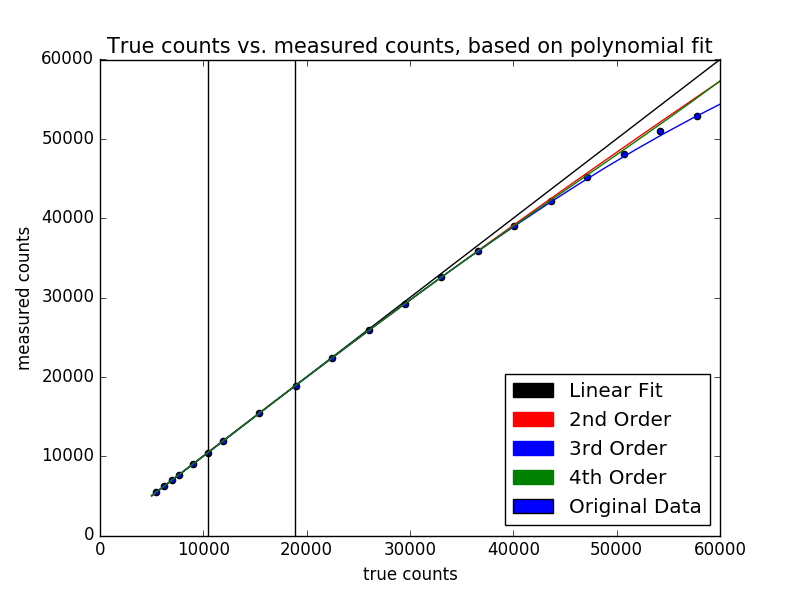 True counts vs. measured counts, based on polynomial fit
60000
50000
40000
30000
20000
10000
0
measured counts
Linear Fit
2nd Order
3rd Order
4th Order
Original Data
0 10000 20000 30000 40000 50000 60000
true counts